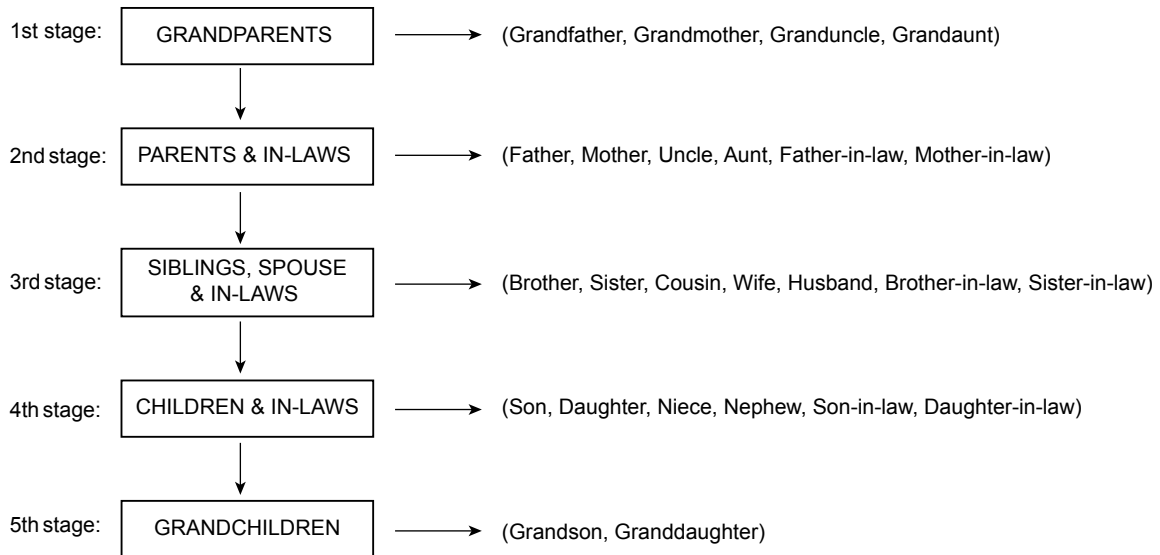 1st stage: GRANDPARENTS (Grandfather, Grandmother, Granduncle, Grandaunt)
2nd stage: PARENTS & IN-LAWS (Father, Mother, Uncle, Aunt, Father-in-law, Mother-in-law)
3rd stage: SIBLINGS, SPOUSE
& IN-LAWS (Brother, Sister, Cousin, Wife, Husband, Brother-in-law, Sister-in-law)
4th stage: CHILDREN & IN-LAWS (Son, Daughter, Niece, Nephew, Son-in-law, Daughter-in-law)
5th stage: GRANDCHILDREN (Grandson, Granddaughter)